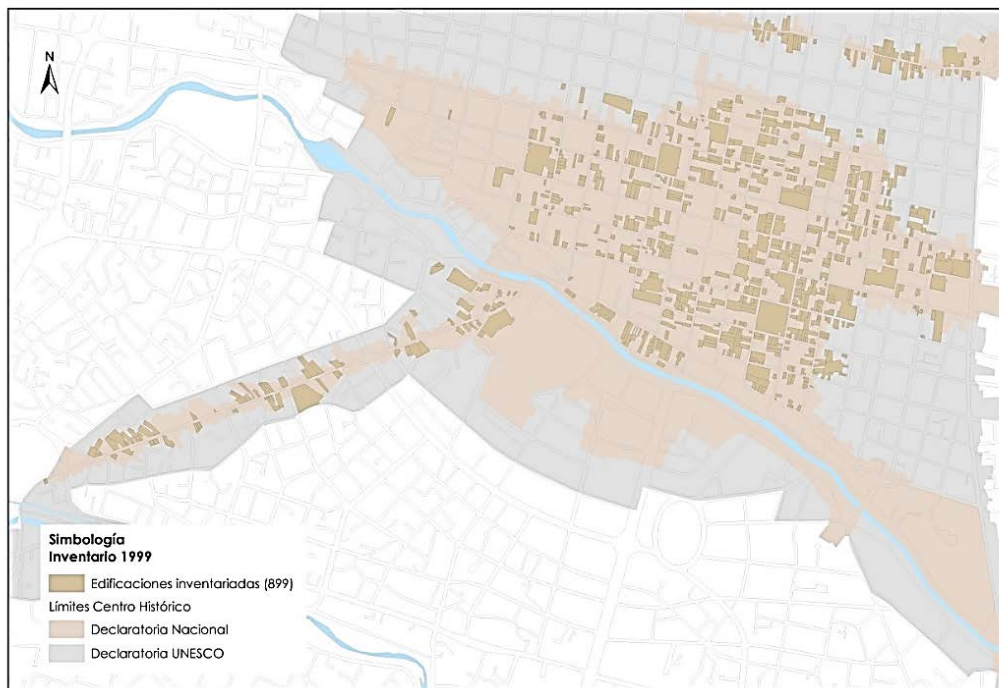 N
Simbología
Inventario 1999
Edificaciones inventariadas (899)
Límites Centro Histórico
Declaratoria Nacional
Declaratoria UNESCO